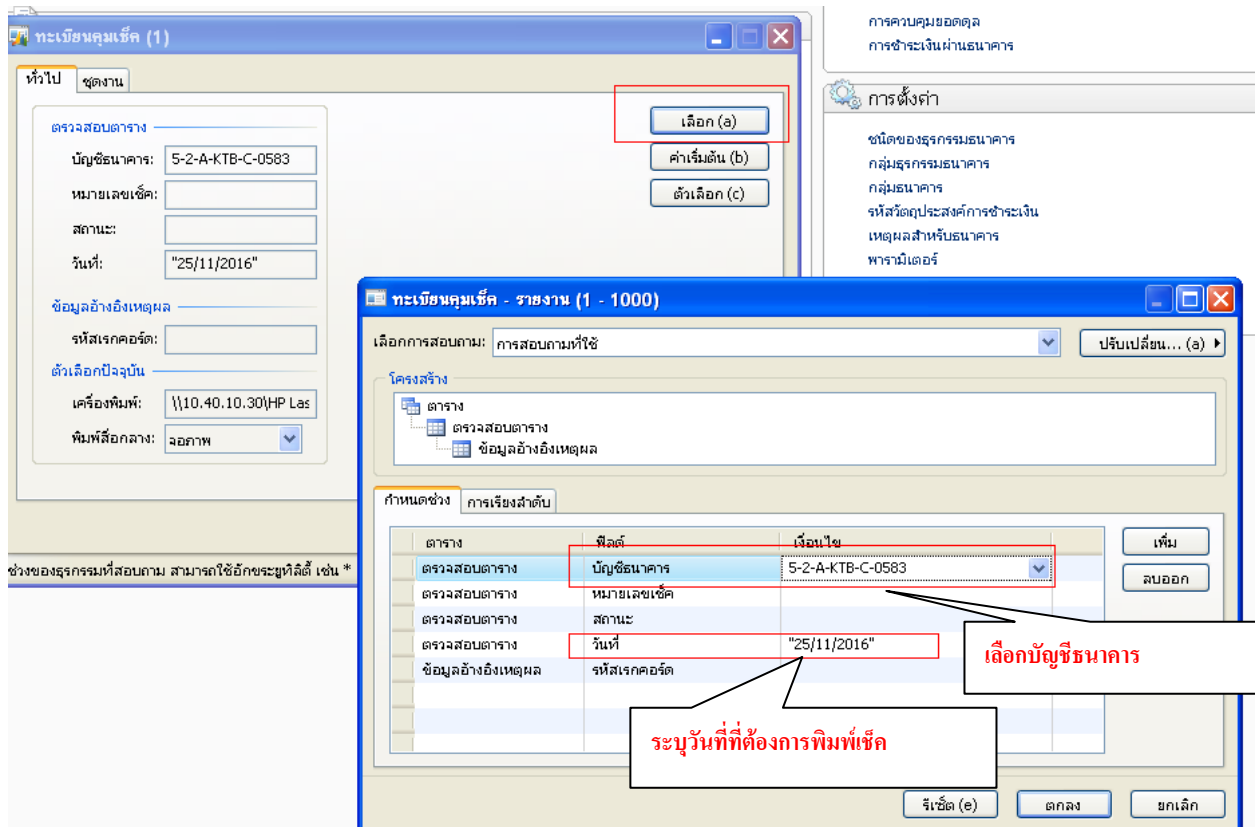 ทะเบียนคุมเช็ค (1)
ทั่วไป
ชุดงาน
ตรวจสอบตาราง
บัญชีธนาคาร: 5-2-A-KTB-C-0583
หมายเลขเช็ค:
สถานะ:
วันที่: "25/11/2016"
ข้อมูลอ้างอิงเหตุผล
รหัสเรกคอร์ด:
ตัวเลือกปัจจุบัน
เครื่องพิมพ์: \\10.40.10.30\HP Las
พิมพ์สื่อกลาง: จอภาพ
เลือก (a)
ค่าเริ่มต้น (b)
ตัวเลือก (c)
ช่วงของธุรกรรมที่สอบถาม สามารถใช้อักขระยูทิลิตี้ เช่น *
การควบคุมยอดดุล
การชำระเงินผ่านธนาคาร
การตั้งค่า
ชนิดของธุรกรรมธนาคาร
กลุ่มธุรกรรมธนาคาร
กลุ่มธนาคาร
รหัสวัตถุประสงค์การชำระเงิน
เหตุผลสำหรับธนาคาร
พารามิเตอร์
ทะเบียนคุมเช็ค - รายงาน (1 - 1000)
เลือกการสอบถาม: การสอบถามที่ใช้
ปรับเปลี่ยน... (a)
โครงสร้าง
ตาราง
ตรวจสอบตาราง
ข้อมูลอ้างอิงเหตุผล
กำหนดช่วง
การเรียงลำดับ
ตาราง ฟิลด์ เงื่อนไข
ตรวจสอบตาราง บัญชีธนาคาร 5-2-A-KTB-C-0583
ตรวจสอบตาราง หมายเลขเช็ค
ตรวจสอบตาราง สถานะ
ตรวจสอบตาราง วันที่ "25/11/2016"
ข้อมูลอ้างอิงเหตุผล รหัสเรกคอร์ด
เพิ่ม
ลบออก
เลือกบัญชีธนาคาร
ระบุวันที่ที่ต้องการพิมพ์เช็ค
รีเซ็ต (e)
ตกลง
ยกเลิก